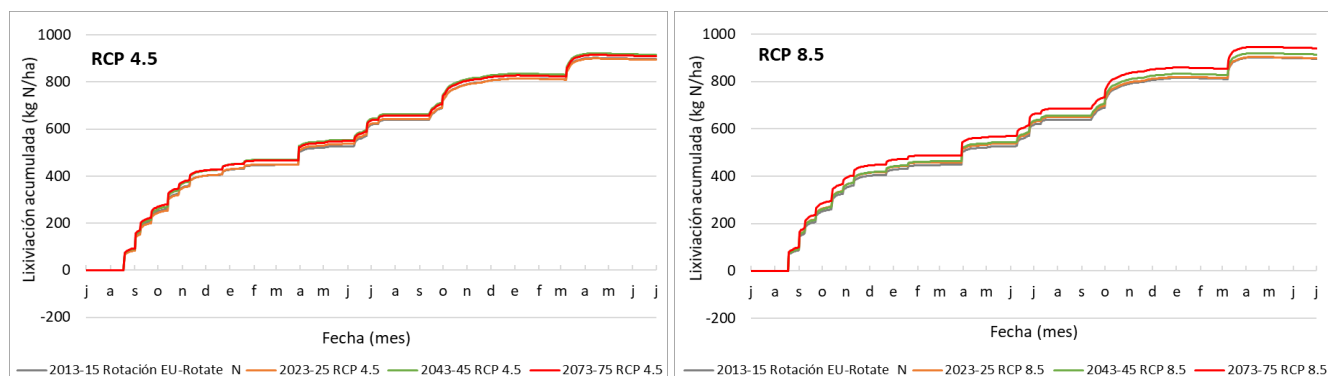 RCP 4.5
Lixiviación acumulada (kg N/ha)
1000
800
600
400
200
0
-200
j a s o n d e f m a m j j a s o n d e f m a m j j
Fecha (mes)
2013-15 Rotación EU-Rotate N 2023-25 RCP 4.5 2043-45 RCP 4.5 2073-75 RCP 4.5
RCP 8.5
Lixiviación acumulada (kg N/ha)
1000
800
600
400
200
0
-200
j a s o n d e f m a m j j a s o n d e f m a m j j
Fecha (mes)
2013-15 Rotación EU-Rotate N 2023-25 RCP 8.5 2043-45 RCP 8.5 2073-75 RCP 8.5